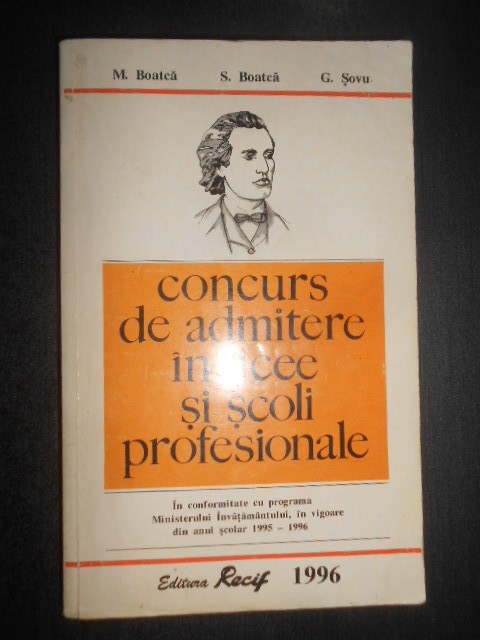 M. Boatcă S. Boatcă G. Șovu
concurs
de admitere
în licee
și școli
profesionale
În conformitate cu programa
Ministerului Învățământului, în vigoare
din anul școlar 1995 – 1996
Editura Recif 1996